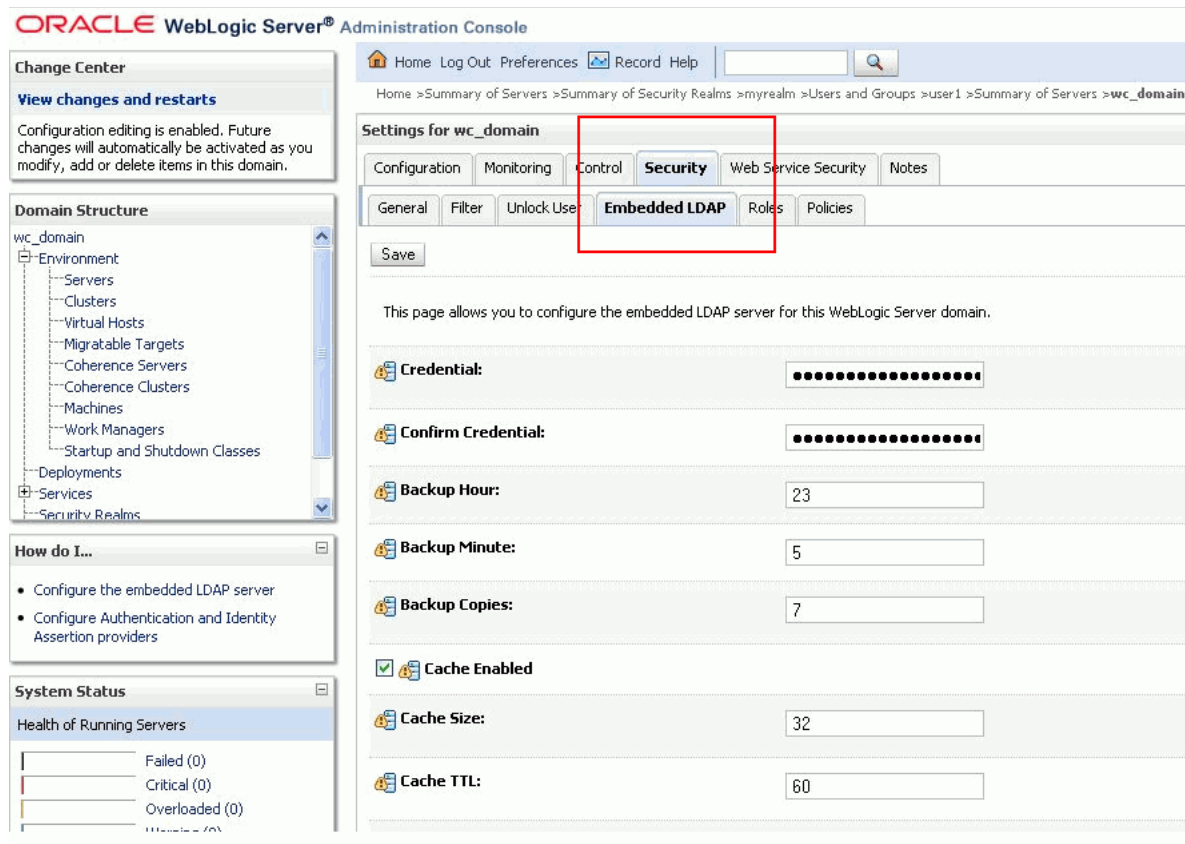 ORACLE WebLogic Server® Administration Console
Change Center
View changes and restarts
Configuration editing is enabled. Future
changes will automatically be activated as you
modify, add or delete items in this domain.
Domain Structure
wc_domain
Environment
Servers
Clusters
Virtual Hosts
Migratable Targets
Coherence Servers
Coherence Clusters
Machines
Work Managers
Startup and Shutdown Classes
Deployments
Services
Security Realms
How do I...
Configure the embedded LDAP server
Configure Authentication and Identity
Assertion providers
System Status
Health of Running Servers
Failed (0)
Critical (0)
Overloaded (0)
Warning (0)
Home Log Out Preferences Record Help
Home >Summary of Servers >Summary of Security Realms >myrealm >Users and Groups >user1 >Summary of Servers >wc_domain
Settings for wc_domain
Configuration Monitoring Control Security Web Service Security Notes
General Filter Unlock User Embedded LDAP Roles Policies
Save
This page allows you to configure the embedded LDAP server for this WebLogic Server domain.
Credential: ●●●●●●●●●●●●●●●●●●
Confirm Credential: ●●●●●●●●●●●●●●●●●●
Backup Hour: 23
Backup Minute: 5
Backup Copies: 7
Cache Enabled
Cache Size: 32
Cache TTL: 60